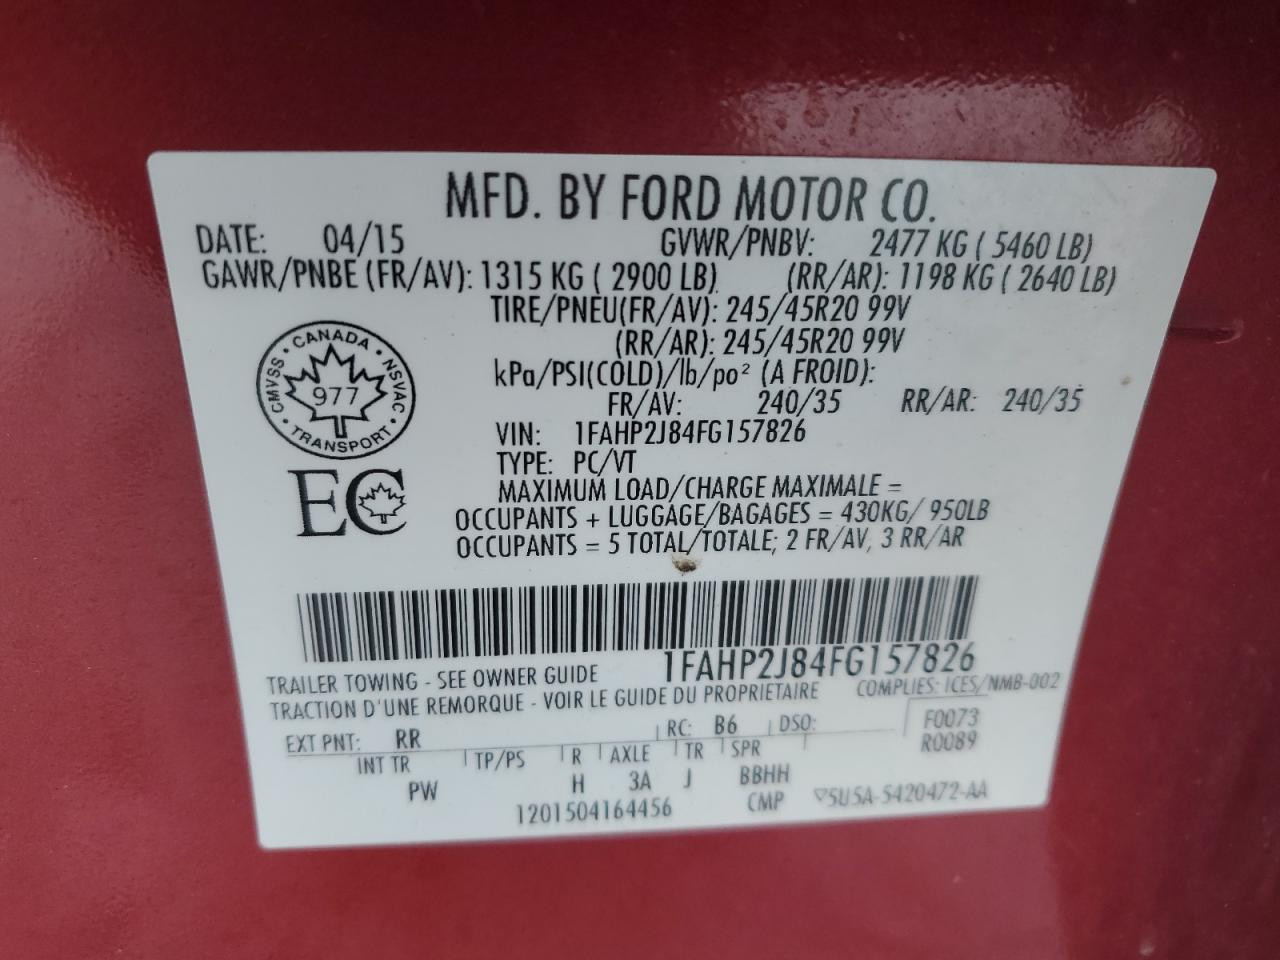 MFD. BY FORD MOTOR CO.
DATE: 04/15 GVWR/PNBV: 2477 KG ( 5460 LB)
GAWR/PNBE (FR/AV): 1315 KG ( 2900 LB) (RR/AR): 1198 KG ( 2640 LB)
TIRE/PNEU(FR/AV): 245/45R20 99V
(RR/AR): 245/45R20 99V
kPa/PSI(COLD)/lb/po² (A FROID):
FR/AV: 240/35 RR/AR: 240/35
CANADA
CMVSS NSVAC
977
TRANSPORT
VIN: 1FAHP2J84FG157826
TYPE: PC/VT
EC
MAXIMUM LOAD/CHARGE MAXIMALE =
OCCUPANTS + LUGGAGE/BAGAGES = 430KG/ 950LB
OCCUPANTS = 5 TOTAL/TOTALE; 2 FR/AV, 3 RR/AR
1FAHP2J84FG157826
TRAILER TOWING - SEE OWNER GUIDE
TRACTION D'UNE REMORQUE - VOIR LE GUIDE DU PROPRIETAIRE COMPLIES: ICES/NMB-002
EXT PNT: RR RC: B6 DSO: F0073
R0089
INT TR TP/PS R AXLE TR SPR
PW H 3A J BBHH
1201504164456 CMP 5U5A-5420472-AA